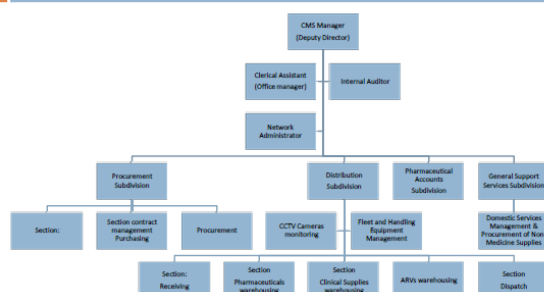 CMS Manager
(Deputy Director)
Clerical Assistant
(Office manager)
Internal Auditor
Network
Administrator
Procurement
Subdivision
Distribution
Subdivision
Pharmaceutical
Accounts
Subdivision
General Support
Services Subdivision
Section:
Section contract
management
Purchasing
Procurement
CCTV Cameras
monitoring
Fleet and Handling
Equipment
Management
Domestic Services
Management &
Procurement of Non
Medicine Supplies
Section:
Receiving
Section
Pharmaceuticals
warehousing
Section
Clinical Supplies
warehousing
ARVs warehousing
Section
Dispatch